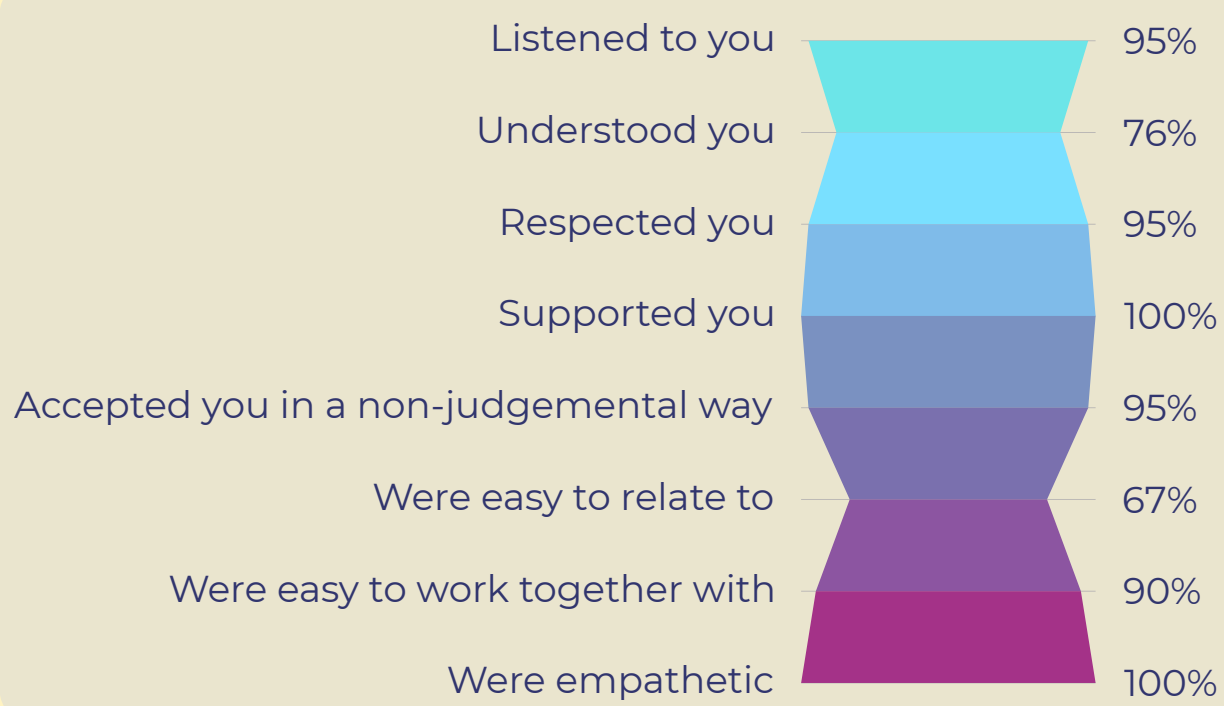 Listened to you 95%
Understood you 76%
Respected you 95%
Supported you 100%
Accepted you in a non-judgemental way 95%
Were easy to relate to 67%
Were easy to work together with 90%
Were empathetic 100%